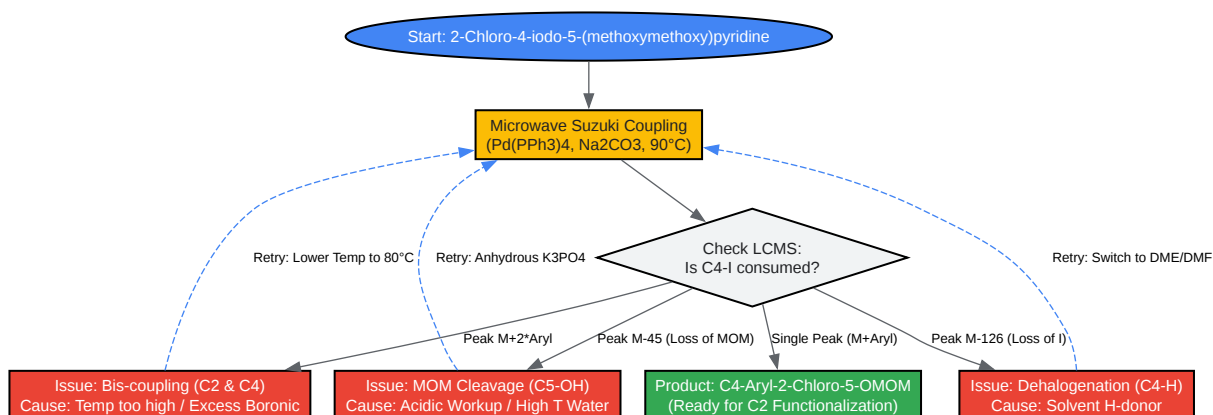 Start: 2-Chloro-4-iodo-5-(methoxymethoxy)pyridine
Microwave Suzuki Coupling
(Pd(PPh3)4, Na2CO3, 90°C)
Check LCMS:
Is C4-I consumed?
Retry: Lower Temp to 80°C
Retry: Anhydrous K3PO4
Retry: Switch to DME/DMF
Peak M+2*Aryl
Peak M-45 (Loss of MOM)
Single Peak (M+Aryl)
Peak M-126 (Loss of I)
Issue: Bis-coupling (C2 & C4)
Cause: Temp too high / Excess Boronic
Issue: MOM Cleavage (C5-OH)
Cause: Acidic Workup / High T Water
Product: C4-Aryl-2-Chloro-5-OMOM
(Ready for C2 Functionalization)
Issue: Dehalogenation (C4-H)
Cause: Solvent H-donor